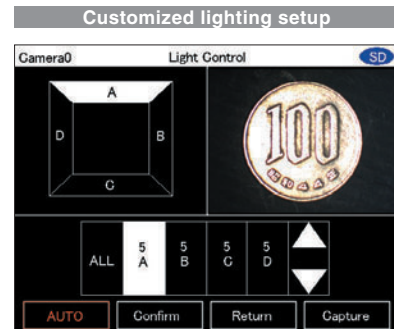 Customized lighting setup
Camera0 Light Control SD
A
D B
C
100
ALL 5 A 5 B 5 C 5 D
AUTO Confirm Return Capture